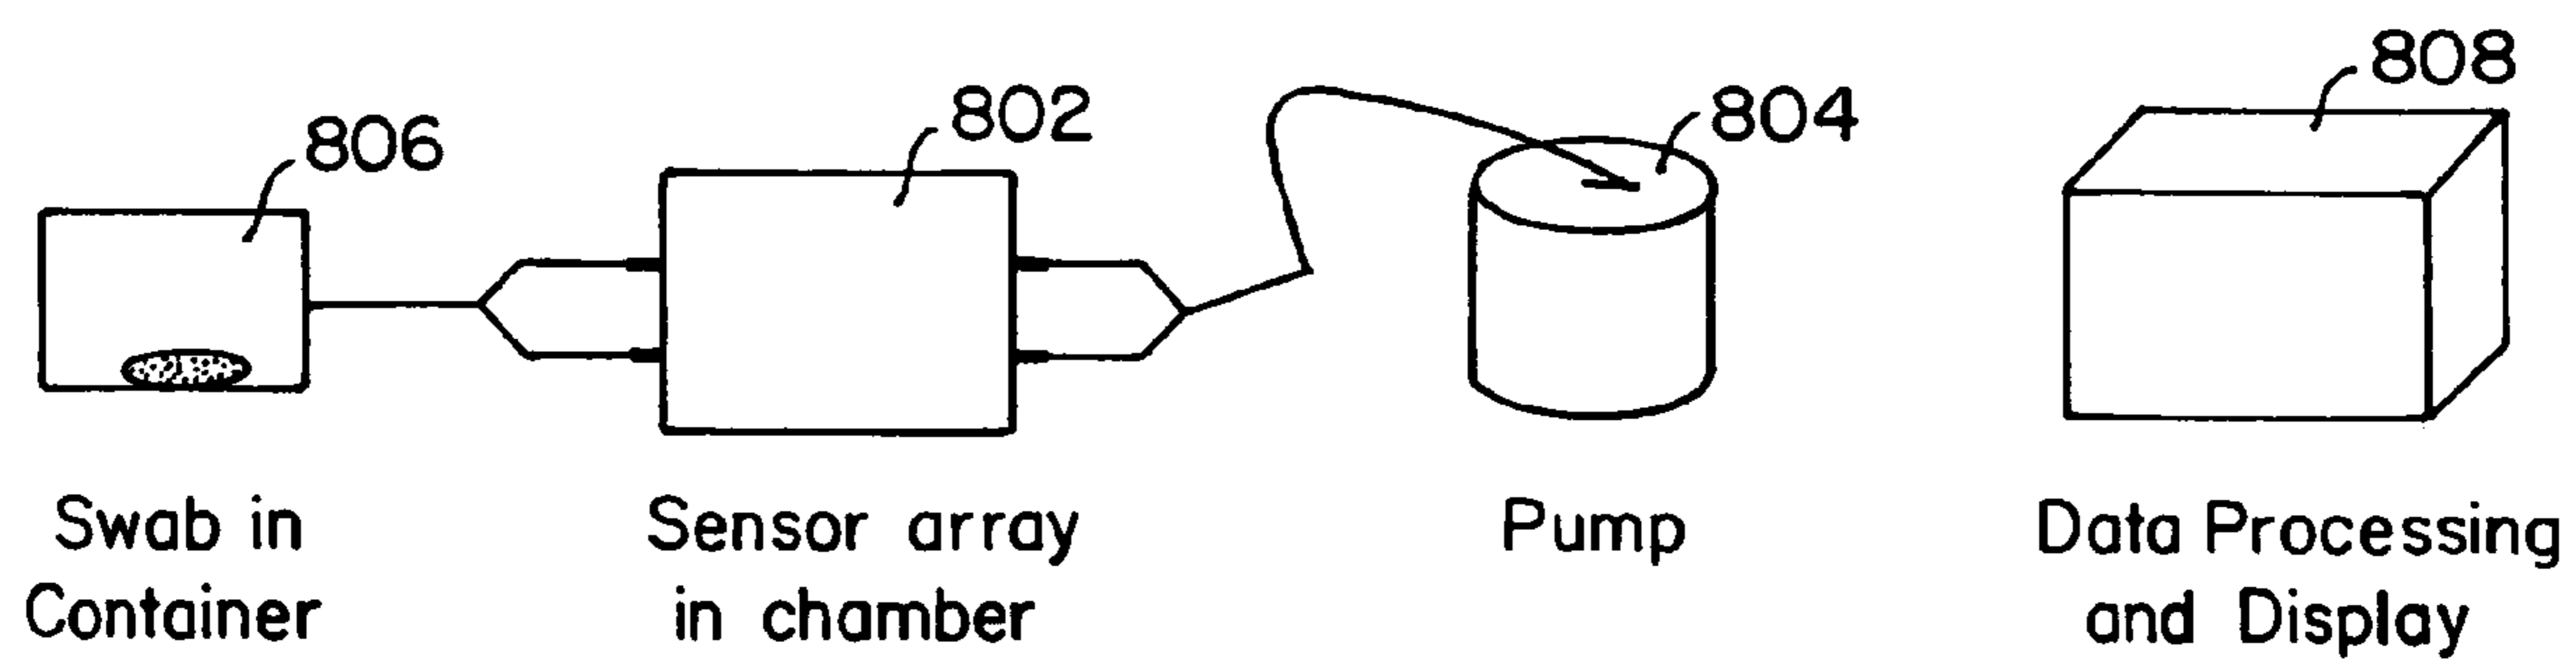 806
802
804
808
Swab in
Container
Sensor array
in chamber
Pump
Data Processing
and Display